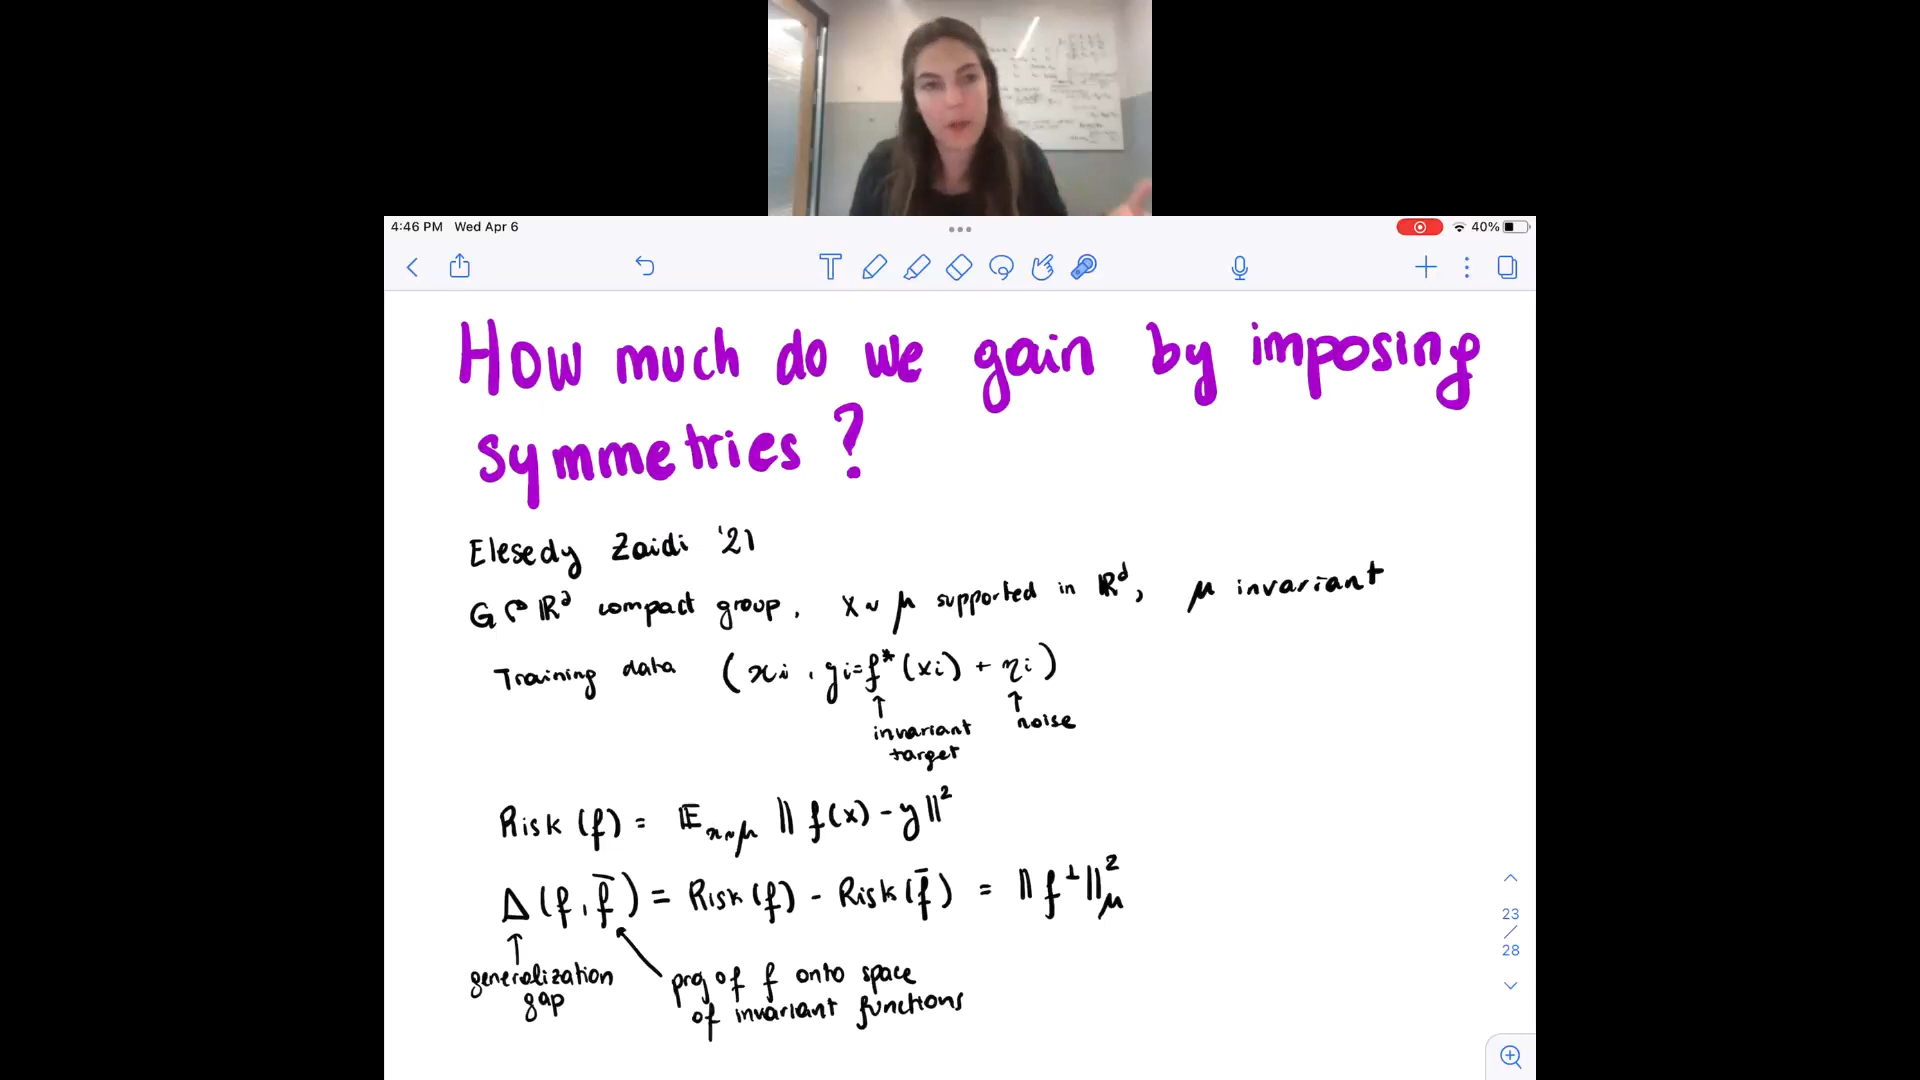 4:46 PM Wed Apr 6
40%
How much do we gain by imposing
symmetries?
Elesedy Zaidi '21
G ↷ ℝᵈ compact group, x ~ μ supported in ℝᵈ, μ invariant
Training data (xi, yi = f*(xi) + ηi)
↑ ↑
invariant noise
target
Risk (f) = 𝔼x~μ ‖ f(x) - y ‖²
Δ (f, f̄) = Risk(f) - Risk(f̄) = ‖ f⊥ ‖²μ
↑
generalization
gap
proj of f onto space
of invariant functions
23
/
28